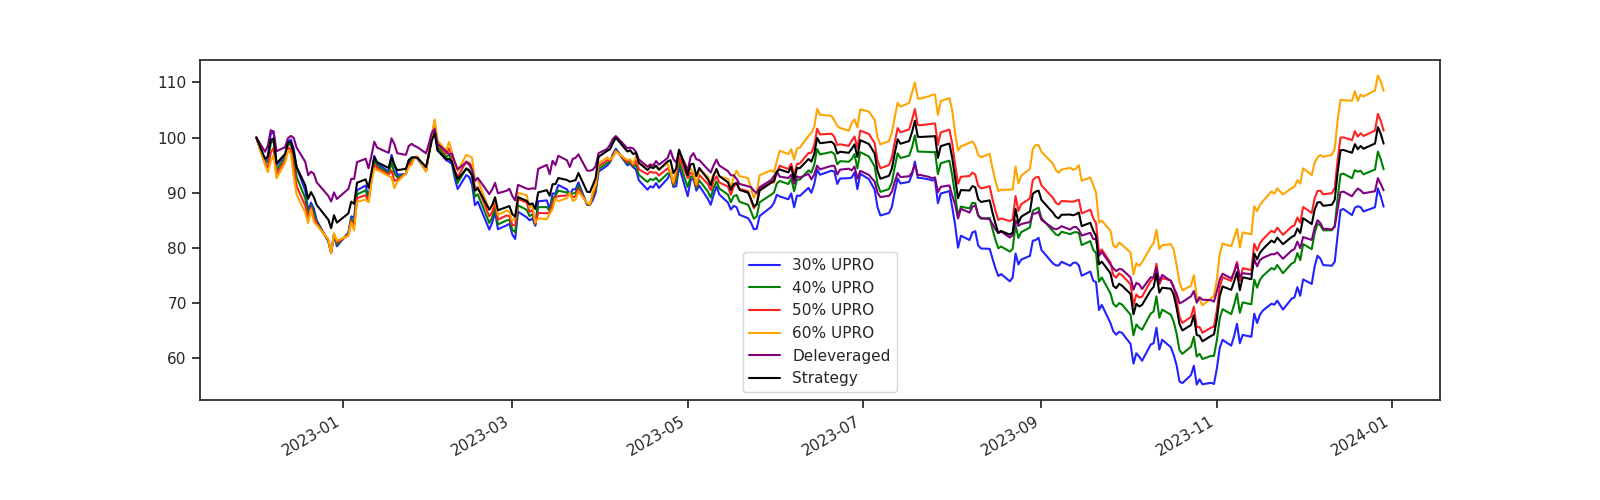 110
100
90
80
70
60
30% UPRO
40% UPRO
50% UPRO
60% UPRO
Deleveraged
Strategy
2023-01
2023-03
2023-05
2023-07
2023-09
2023-11
2024-01